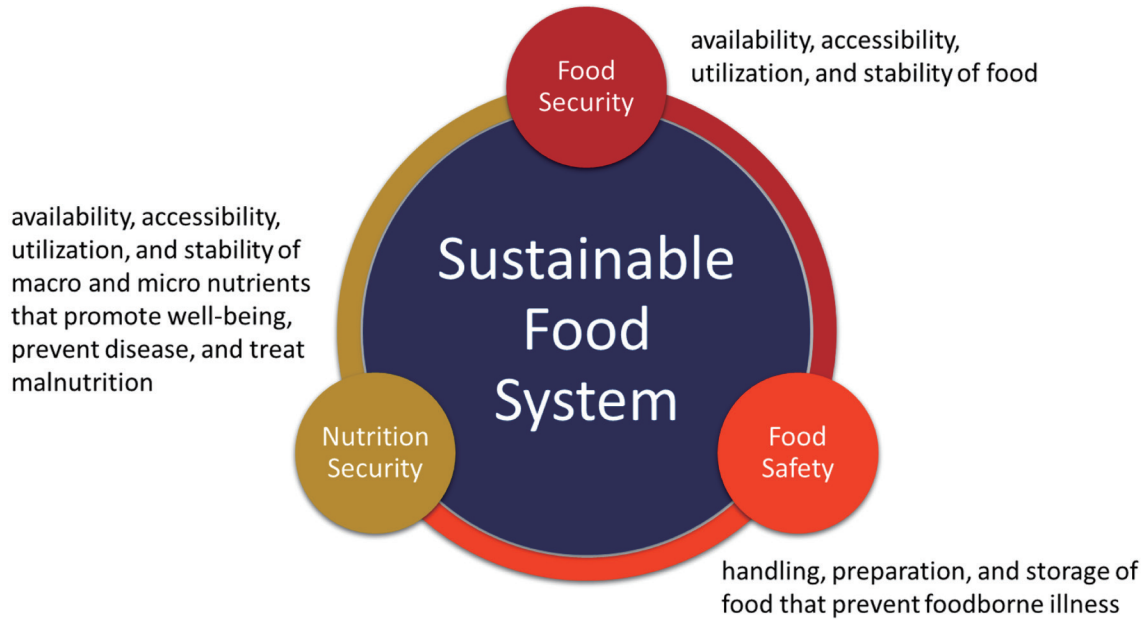 Food
Security
availability, accessibility,
utilization, and stability of food
availability, accessibility,
utilization, and stability of
macro and micro nutrients
that promote well-being,
prevent disease, and treat
malnutrition
Sustainable
Food
System
Nutrition
Security
Food
Safety
handling, preparation, and storage of
food that prevent foodborne illness